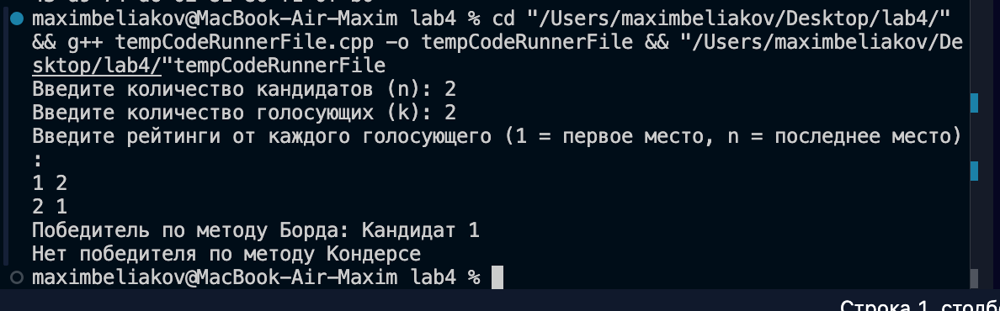 maximbeliakov@MacBook-Air-Maxim lab4 % cd "/Users/maximbeliakov/Desktop/lab4/"
&& g++ tempCodeRunnerFile.cpp -o tempCodeRunnerFile && "/Users/maximbeliakov/De
sktop/lab4/"tempCodeRunnerFile
Введите количество кандидатов (n): 2
Введите количество голосующих (k): 2
Введите рейтинги от каждого голосующего (1 = первое место, n = последнее место)
:
1 2
2 1
Победитель по методу Борда: Кандидат 1
Нет победителя по методу Кондерсе
maximbeliakov@MacBook-Air-Maxim lab4 %
Строка 1, столб